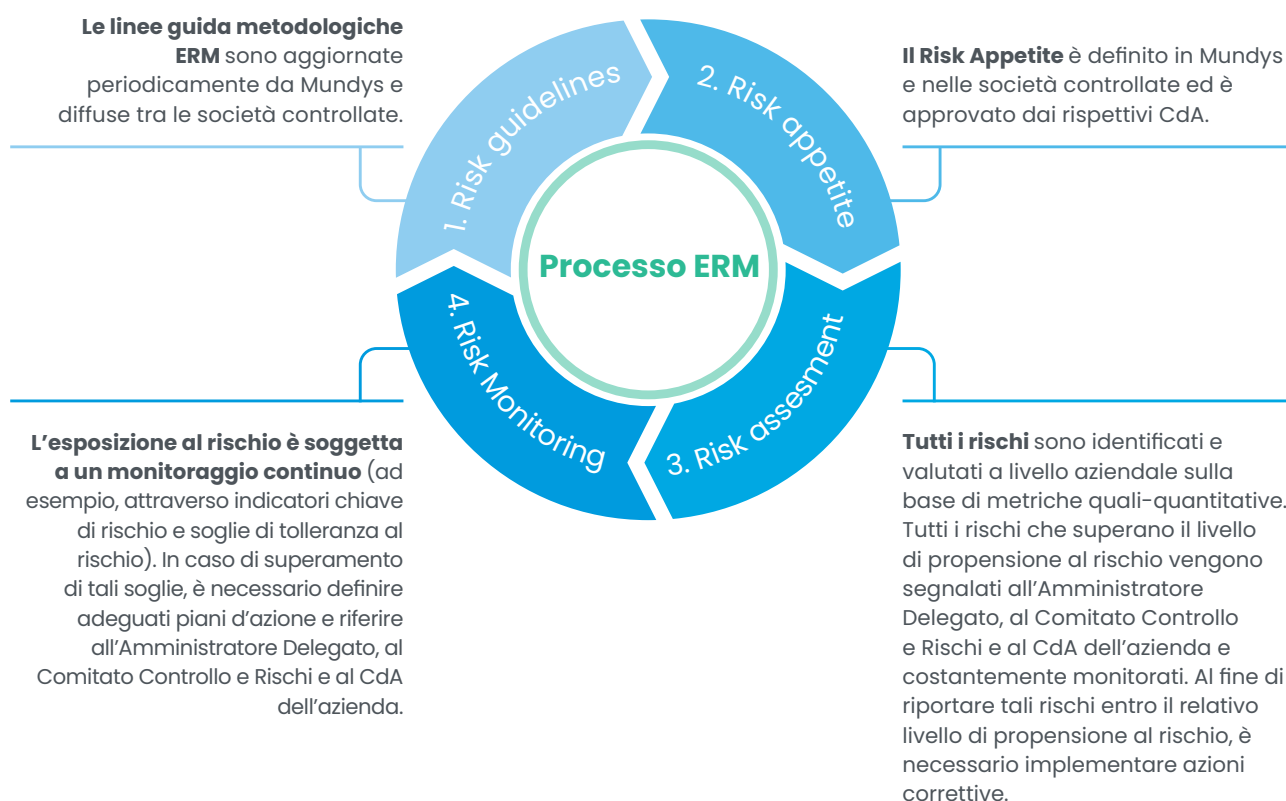 Le linee guida metodologiche
ERM sono aggiornate
periodicamente da Mundys e
diffuse tra le società controllate.
1. Risk guidelines
2. Risk appetite
Il Risk Appetite è definito in Mundys
e nelle società controllate ed è
approvato dai rispettivi CdA.
Processo ERM
3. Risk assesment
Tutti i rischi sono identificati e
valutati a livello aziendale sulla
base di metriche quali-quantitative.
Tutti i rischi che superano il livello
di propensione al rischio vengono
segnalati all’Amministratore
Delegato, al Comitato Controllo
e Rischi e al CdA dell’azienda e
costantemente monitorati. Al fine di
riportare tali rischi entro il relativo
livello di propensione al rischio, è
necessario implementare azioni
correttive.
4. Risk Monitoring
L’esposizione al rischio è soggetta
a un monitoraggio continuo (ad
esempio, attraverso indicatori chiave
di rischio e soglie di tolleranza al
rischio). In caso di superamento
di tali soglie, è necessario definire
adeguati piani d’azione e riferire
all’Amministratore Delegato, al
Comitato Controllo e Rischi e al CdA
dell’azienda.